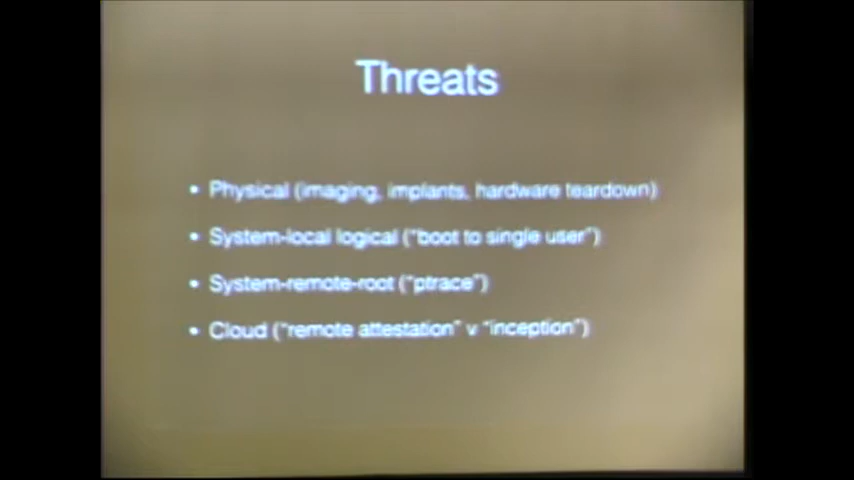 Threats
• Physical (imaging, implants, hardware teardown)
• System-local logical ("boot to single user")
• System-remote-root ("ptrace")
• Cloud ("remote attestation" v "inception")